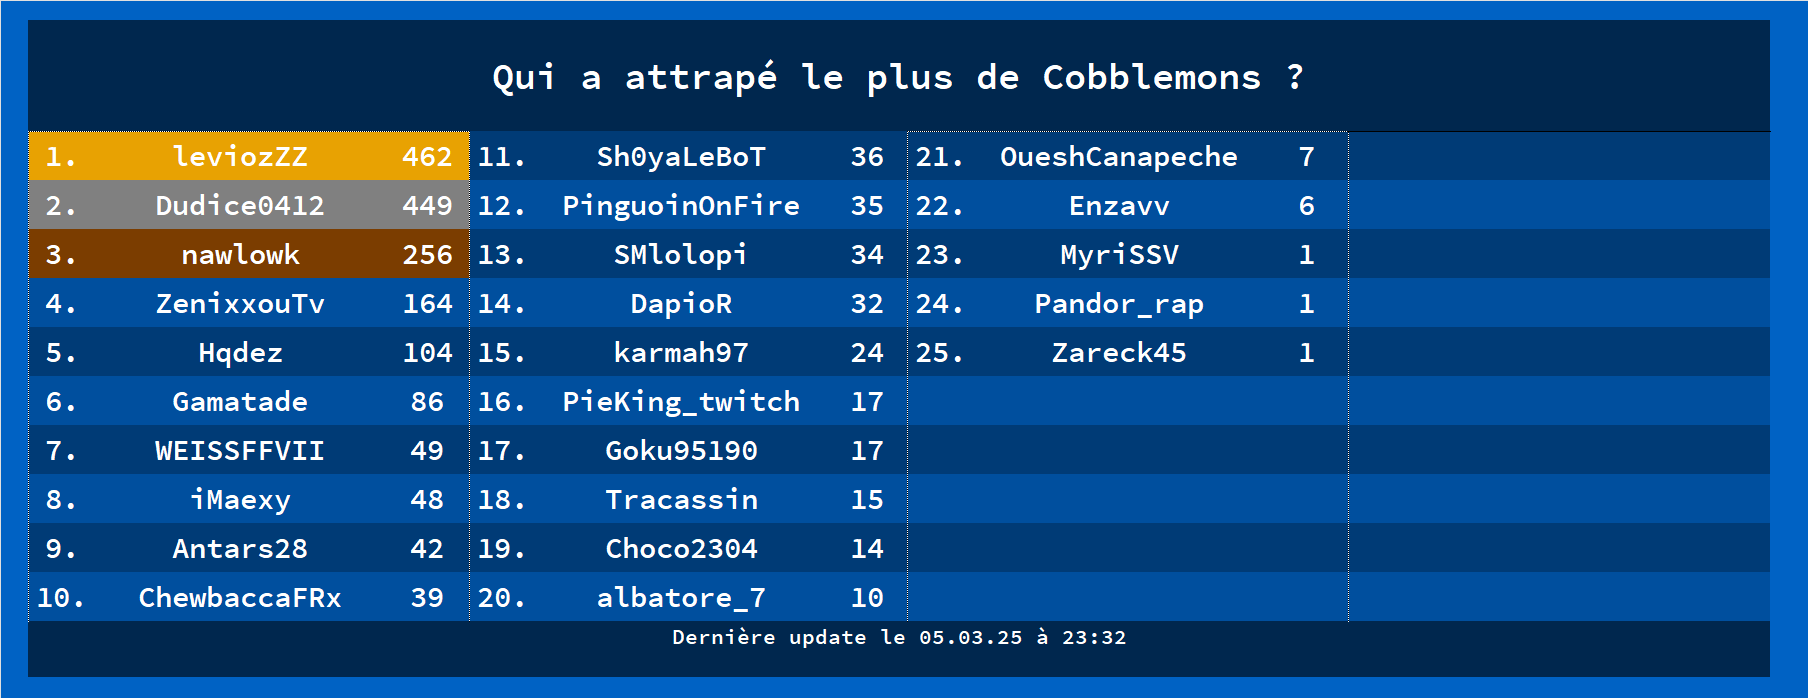 Qui a attrapé le plus de Cobblemons ?
1. leviozZZ 462
2. Dudice0412 449
3. nawlowk 256
4. ZenixxouTv 164
5. Hqdez 104
6. Gamatade 86
7. WEISSFFVII 49
8. iMaexy 48
9. Antars28 42
10. ChewbaccaFRx 39
11. Sh0yaLeBoT 36
12. PinguoinOnFire 35
13. SMlolopi 34
14. DapioR 32
15. karmah97 24
16. PieKing_twitch 17
17. Goku95190 17
18. Tracassin 15
19. Choco2304 14
20. albatore_7 10
21. OueshCanapeche 7
22. Enzavv 6
23. MyriSSV 1
24. Pandor_rap 1
25. Zareck45 1
Dernière update le 05.03.25 à 23:32